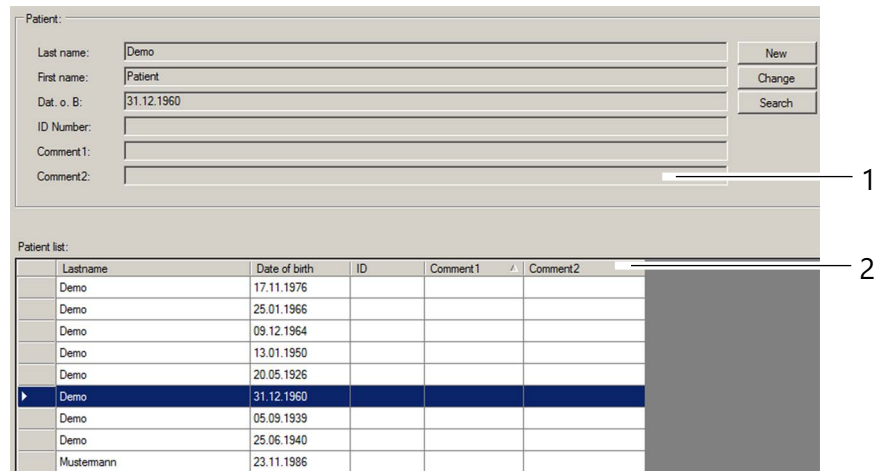 Patient:
Last name: Demo New
First name: Patient Change
Dat. o. B: 31.12.1960 Search
ID Number:
Comment1:
Comment2:
1
Patient list:
Lastname Date of birth ID Comment1 Comment2
2
Demo 17.11.1976
Demo 25.01.1966
Demo 09.12.1964
Demo 13.01.1950
Demo 20.05.1926
Demo 31.12.1960
Demo 05.09.1939
Demo 25.06.1940
Mustermann 23.11.1986